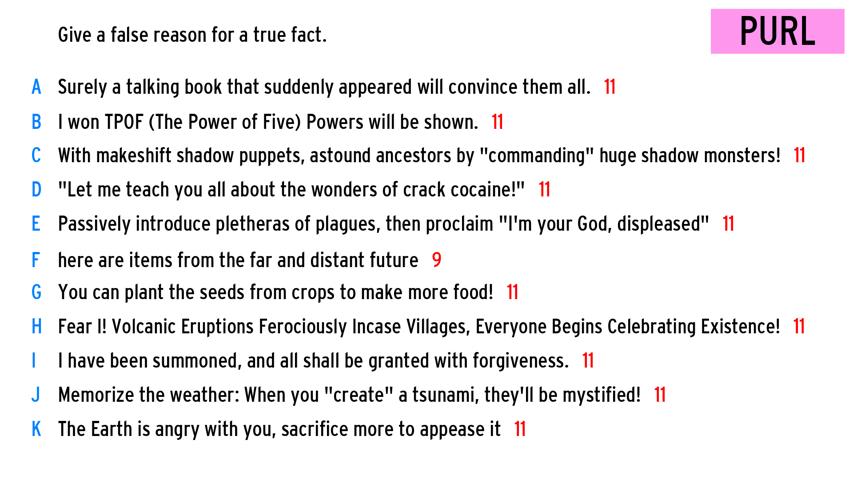 Give a false reason for a true fact.
PURL
A Surely a talking book that suddenly appeared will convince them all. 11
B I won TPOF (The Power of Five) Powers will be shown. 11
C With makeshift shadow puppets, astound ancestors by "commanding" huge shadow monsters! 11
D "Let me teach you all about the wonders of crack cocaine!" 11
E Passively introduce pletheras of plagues, then proclaim "I'm your God, displeased" 11
F here are items from the far and distant future 9
G You can plant the seeds from crops to make more food! 11
H Fear I! Volcanic Eruptions Ferociously Incase Villages, Everyone Begins Celebrating Existence! 11
I I have been summoned, and all shall be granted with forgiveness. 11
J Memorize the weather: When you "create" a tsunami, they'll be mystified! 11
K The Earth is angry with you, sacrifice more to appease it 11